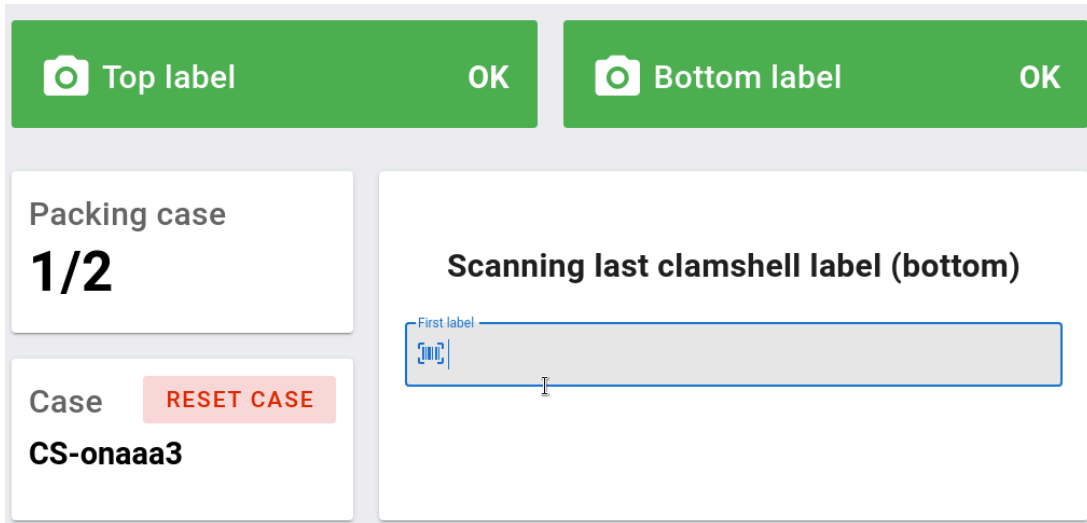 Top label OK
Bottom label OK
Packing case
1/2
Case RESET CASE
CS-onaaa3
Scanning last clamshell label (bottom)
First label